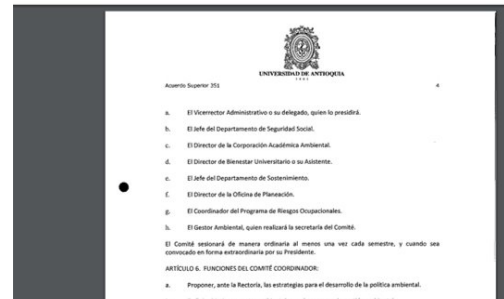 UNIVERSIDAD DE ANTIOQUIA
1803
Acuerdo Superior 351 4
a. El Vicerrector Administrativo o su delegado, quien lo presidirá.
b. El Jefe del Departamento de Seguridad Social.
c. El Director de la Corporación Académica Ambiental.
d. El Director de Bienestar Universitario o su Asistente.
e. El Jefe del Departamento de Sostenimiento.
f. El Director de la Oficina de Planeación.
g. El Coordinador del Programa de Riesgos Ocupacionales.
h. El Gestor Ambiental, quien realizará la secretaría del Comité.
El Comité sesionará de manera ordinaria al menos una vez cada semestre, y cuando sea
convocado en forma extraordinaria por su Presidente.
ARTÍCULO 6. FUNCIONES DEL COMITÉ COORDINADOR:
a. Proponer, ante la Rectoría, las estrategias para el desarrollo de la política ambiental.